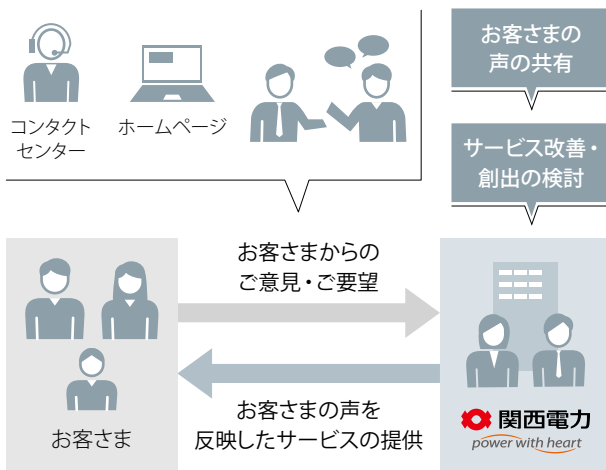 コンタクト
センター
ホームページ
お客さまの
声の共有
サービス改善・
創出の検討
お客さまからの
ご意見・ご要望
お客さまの声を
反映したサービスの提供
お客さま
関西電力
power with heart